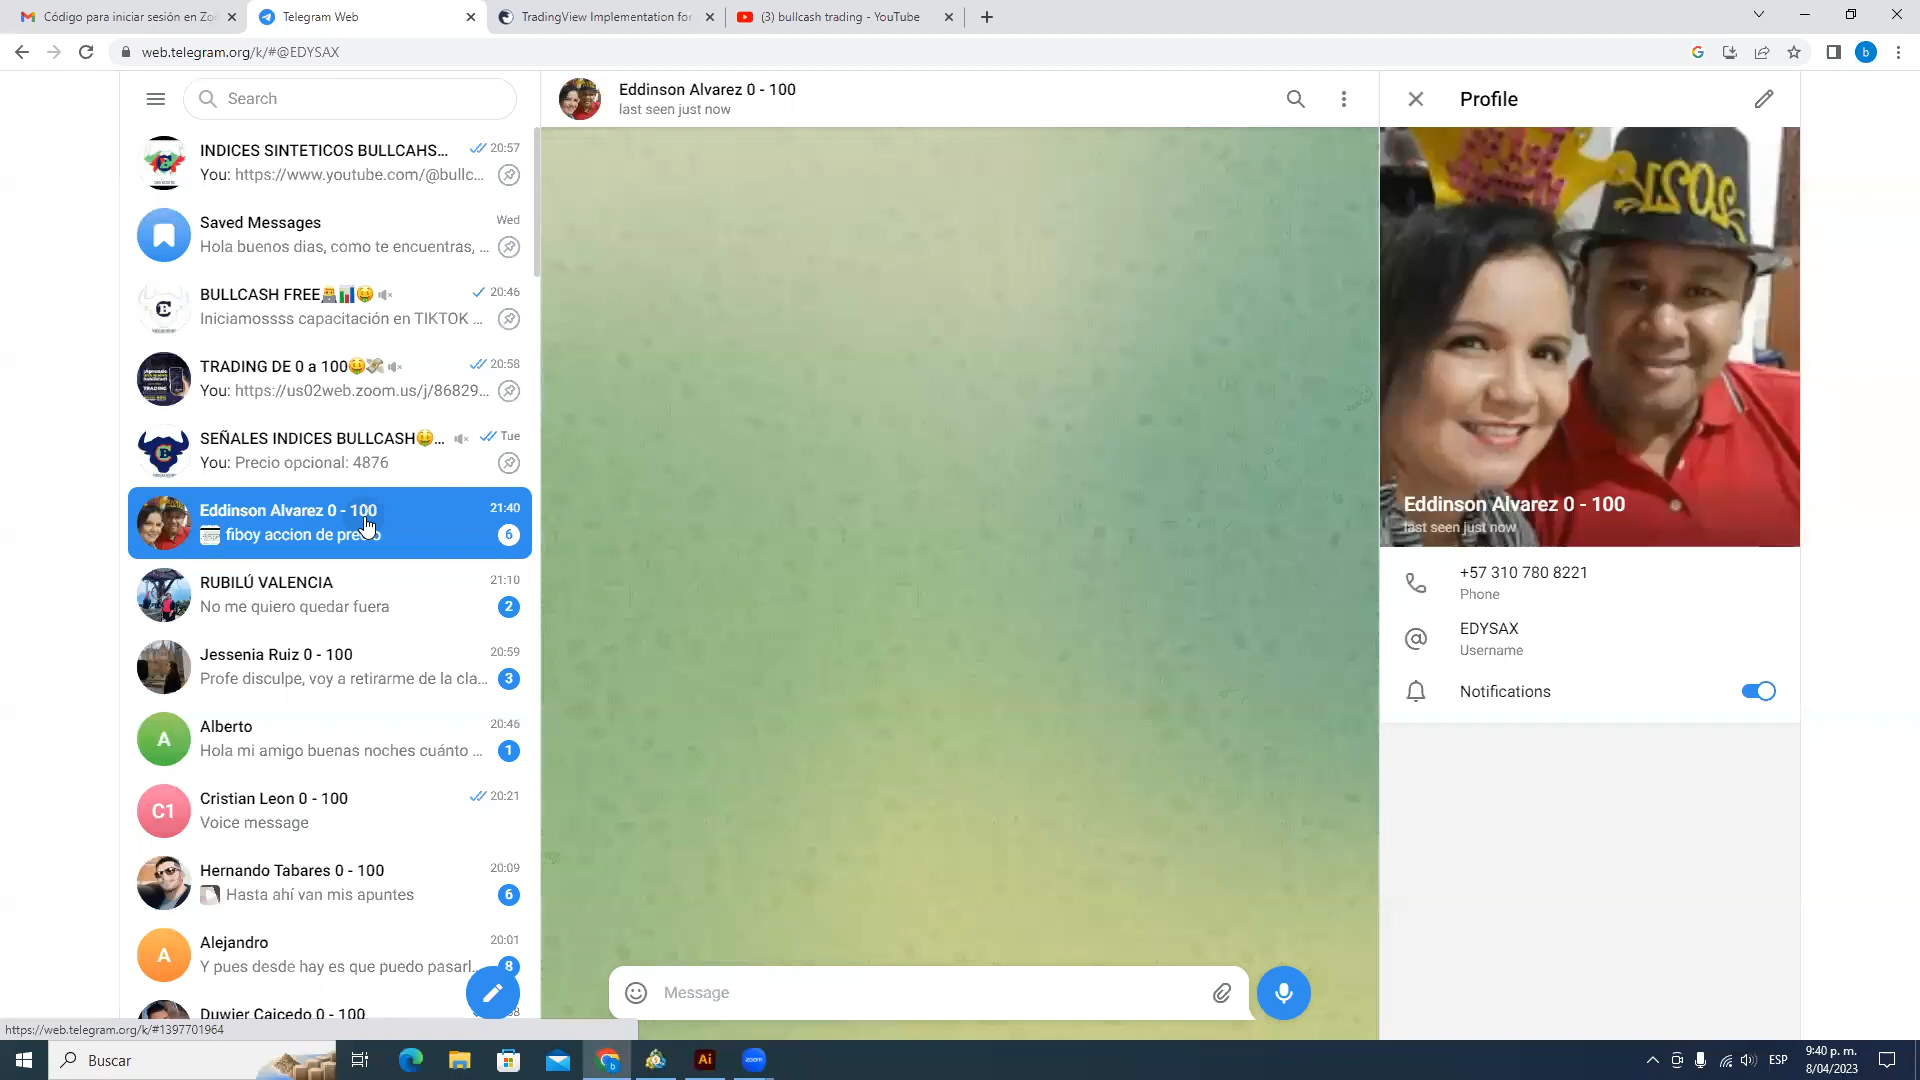 Código para iniciar sesión en Zo
Telegram Web
TradingView Implementation for
(3) bullcash trading - YouTube
web.telegram.org/k/#@EDYSAX
b
Search
INDICES SINTETICOS BULLCAHS...
20:57
You: https://www.youtube.com/@bullc...
Saved Messages
Wed
Hola buenos dias, como te encuentras, ...
BULLCASH FREE
20:46
Iniciamossss capacitación en TIKTOK ...
TRADING DE 0 a 100
20:58
You: https://us02web.zoom.us/j/86829...
SEÑALES INDICES BULLCASH...
Tue
You: Precio opcional: 4876
Eddinson Alvarez 0 - 100
21:40
fiboy accion de precio
6
RUBILÚ VALENCIA
21:10
No me quiero quedar fuera
2
Jessenia Ruiz 0 - 100
20:59
Profe disculpe, voy a retirarme de la cla...
3
A
Alberto
20:46
Hola mi amigo buenas noches cuánto ...
1
C1
Cristian Leon 0 - 100
20:21
Voice message
Hernando Tabares 0 - 100
20:09
Hasta ahí van mis apuntes
6
A
Alejandro
20:01
Y pues desde hay es que puedo pasarl...
8
Duwier Caicedo 0 - 100
Eddinson Alvarez 0 - 100
last seen just now
Message
Profile
2021
Eddinson Alvarez 0 - 100
last seen just now
+57 310 780 8221
Phone
EDYSAX
Username
Notifications
https://web.telegram.org/k/#1397701964
Buscar
b
Ai
zoom
ESP
9:40 p. m.
8/04/2023